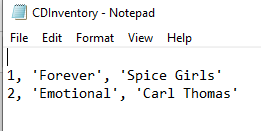 CDInventory - Notepad
File Edit Format View Help
1, 'Forever', 'Spice Girls'
2, 'Emotional', 'Carl Thomas'